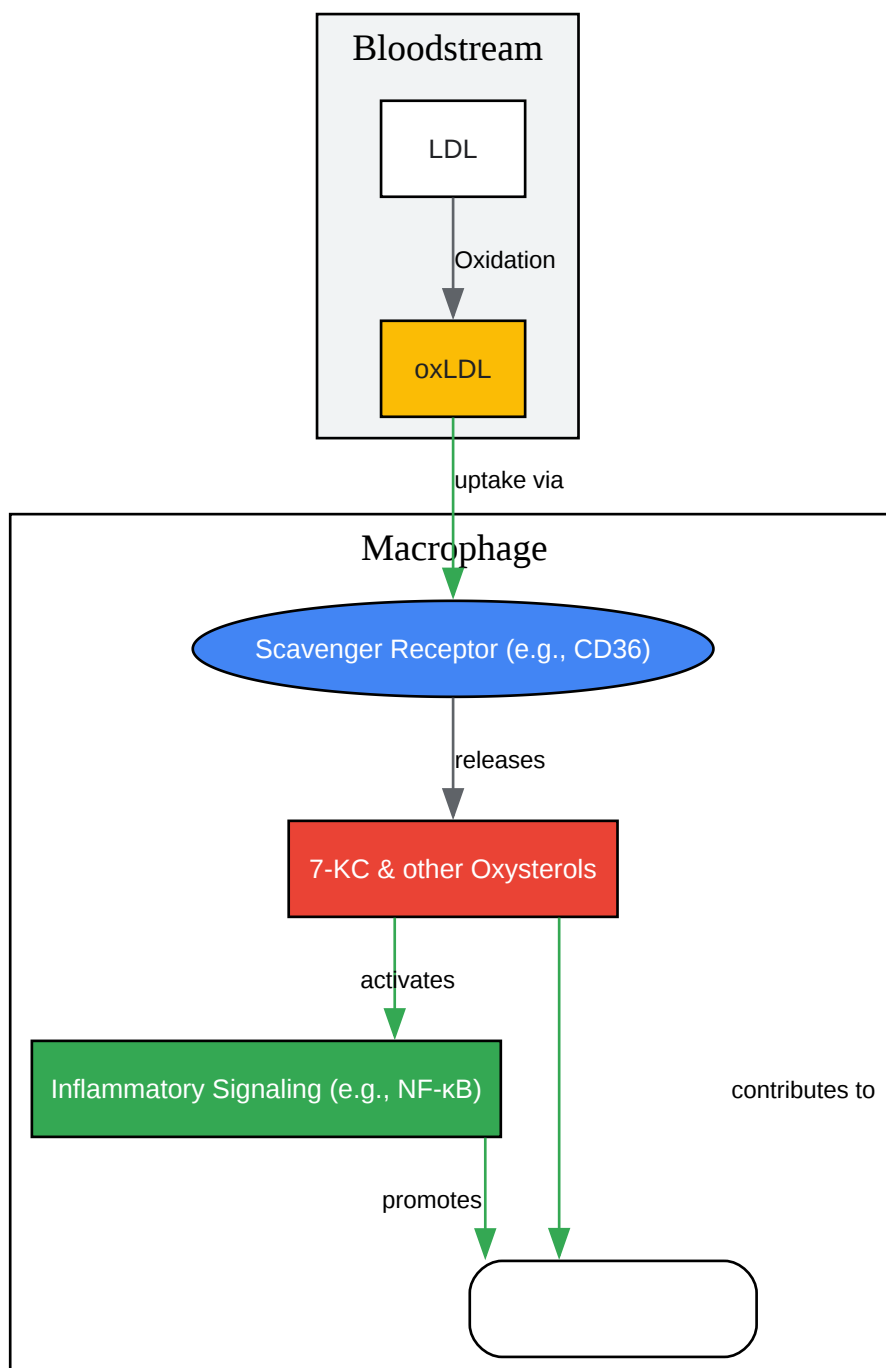 Bloodstream
LDL
Oxidation
oxLDL
uptake via
Macrophage
Scavenger Receptor (e.g., CD36)
releases
7-KC & other Oxysterols
activates
Inflammatory Signaling (e.g., NF-κB)
contributes to
promotes